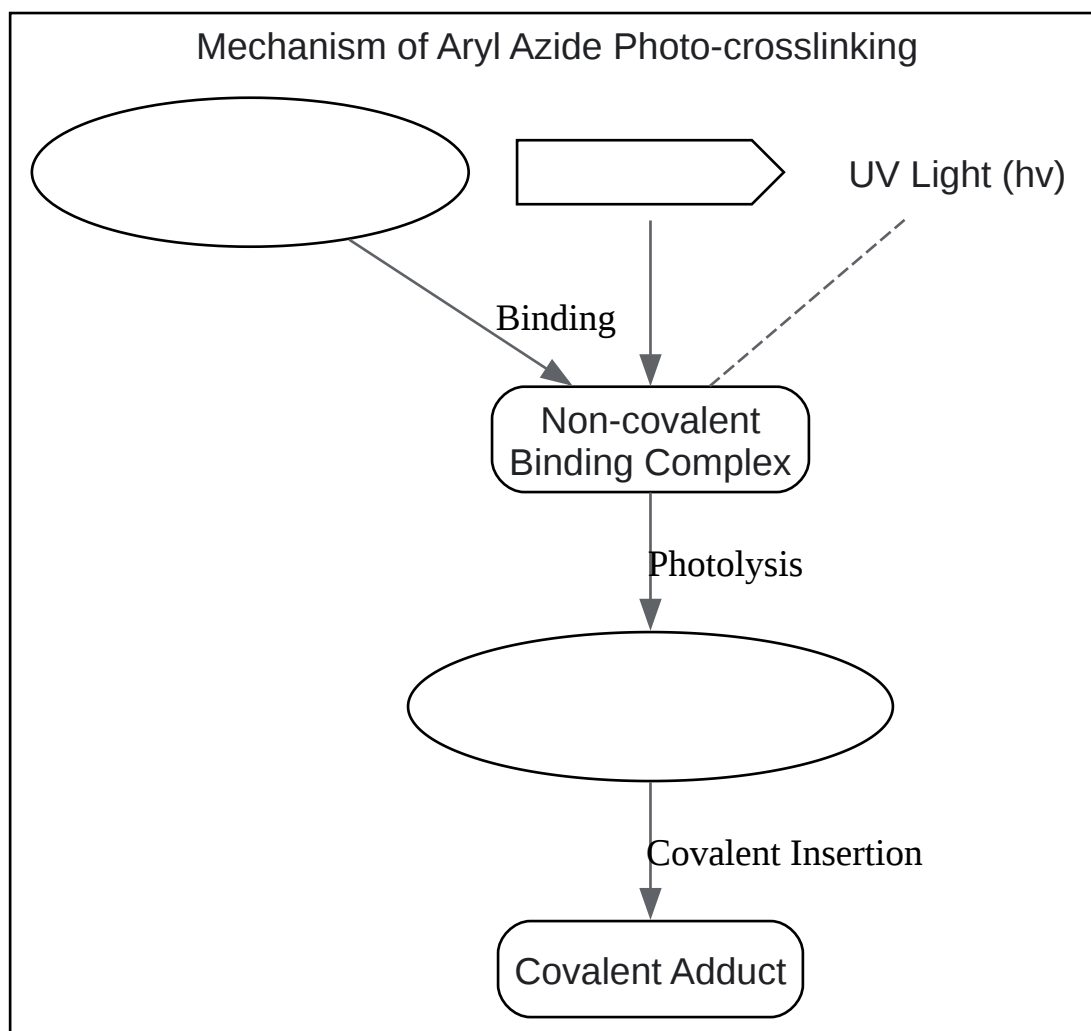 Mechanism of Aryl Azide Photo-crosslinking
UV Light (hv)
Binding
Non-covalent
Binding Complex
Photolysis
Covalent Insertion
Covalent Adduct